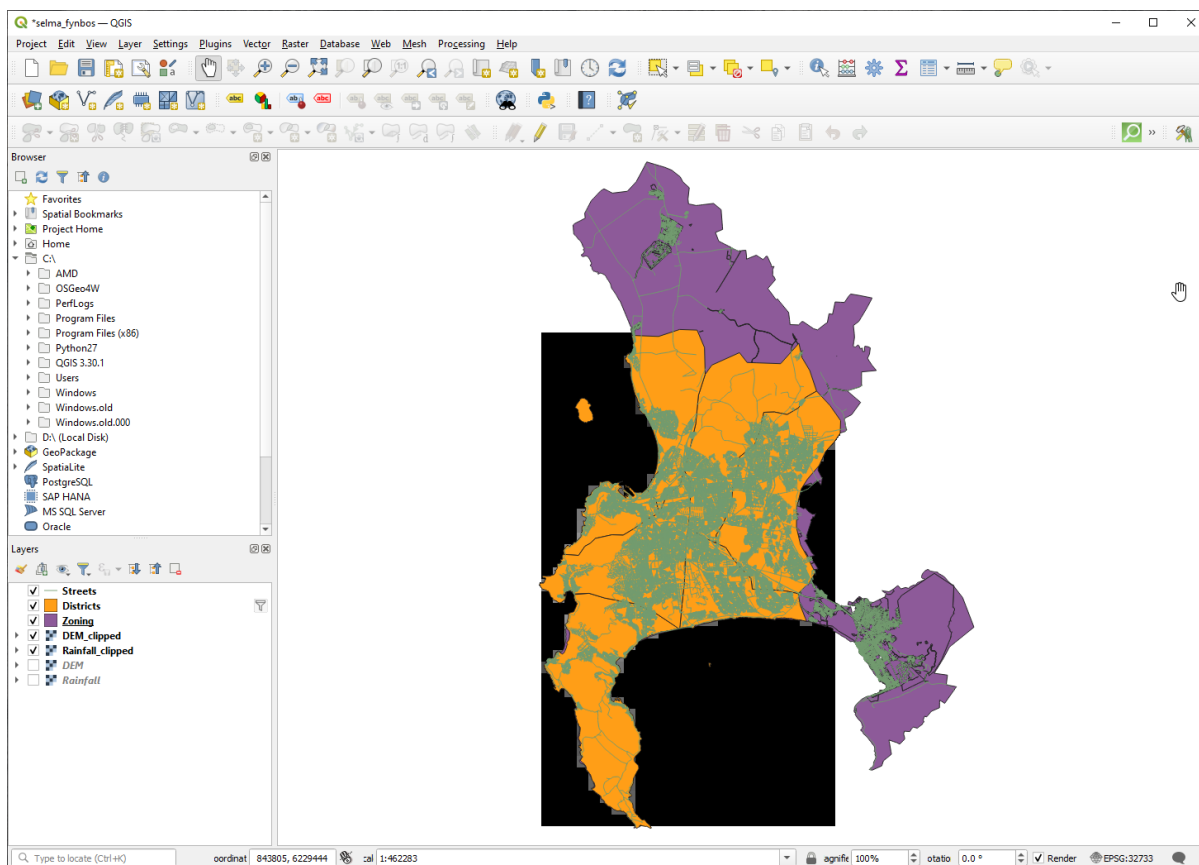 *selma_fynbos — QGIS
Project Edit View Layer Settings Plugins Vector Raster Database Web Mesh Processing Help
Browser
Favorites
Spatial Bookmarks
Project Home
Home
C:\
AMD
OSGeo4W
PerfLogs
Program Files
Program Files (x86)
Python27
QGIS 3.30.1
Users
Windows
Windows.old
Windows.old.000
D:\ (Local Disk)
GeoPackage
SpatiaLite
PostgreSQL
SAP HANA
MS SQL Server
Oracle
Layers
Streets
Districts
Zoning
DEM_clipped
Rainfall_clipped
DEM
Rainfall
Type to locate (Ctrl+K) oordinat 843805, 6229444 :al 1:462283 agnifie 100% otatio 0.0 ° Render EPSG:32733